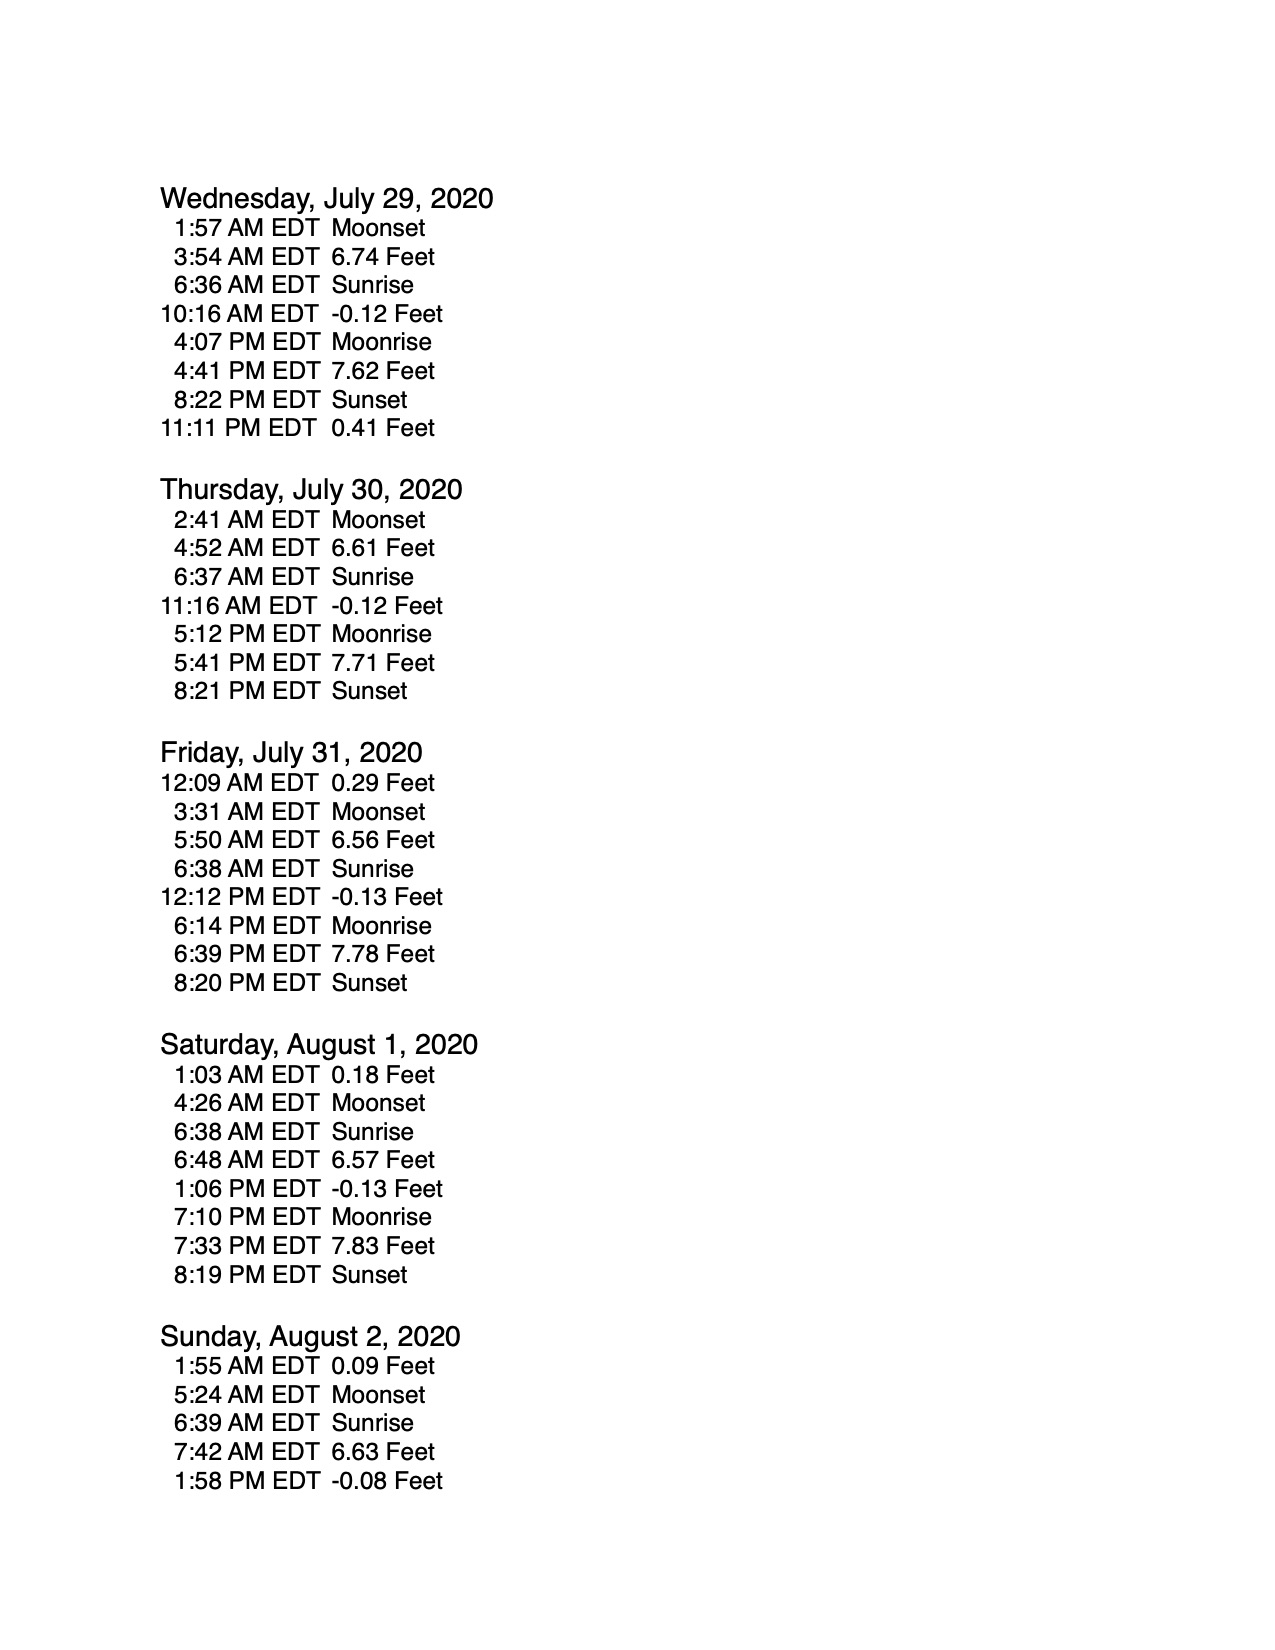 Wednesday, July 29, 2020
1:57 AM EDT Moonset
3:54 AM EDT 6.74 Feet
6:36 AM EDT Sunrise
10:16 AM EDT -0.12 Feet
4:07 PM EDT Moonrise
4:41 PM EDT 7.62 Feet
8:22 PM EDT Sunset
11:11 PM EDT 0.41 Feet
Thursday, July 30, 2020
2:41 AM EDT Moonset
4:52 AM EDT 6.61 Feet
6:37 AM EDT Sunrise
11:16 AM EDT -0.12 Feet
5:12 PM EDT Moonrise
5:41 PM EDT 7.71 Feet
8:21 PM EDT Sunset
Friday, July 31, 2020
12:09 AM EDT 0.29 Feet
3:31 AM EDT Moonset
5:50 AM EDT 6.56 Feet
6:38 AM EDT Sunrise
12:12 PM EDT -0.13 Feet
6:14 PM EDT Moonrise
6:39 PM EDT 7.78 Feet
8:20 PM EDT Sunset
Saturday, August 1, 2020
1:03 AM EDT 0.18 Feet
4:26 AM EDT Moonset
6:38 AM EDT Sunrise
6:48 AM EDT 6.57 Feet
1:06 PM EDT -0.13 Feet
7:10 PM EDT Moonrise
7:33 PM EDT 7.83 Feet
8:19 PM EDT Sunset
Sunday, August 2, 2020
1:55 AM EDT 0.09 Feet
5:24 AM EDT Moonset
6:39 AM EDT Sunrise
7:42 AM EDT 6.63 Feet
1:58 PM EDT -0.08 Feet